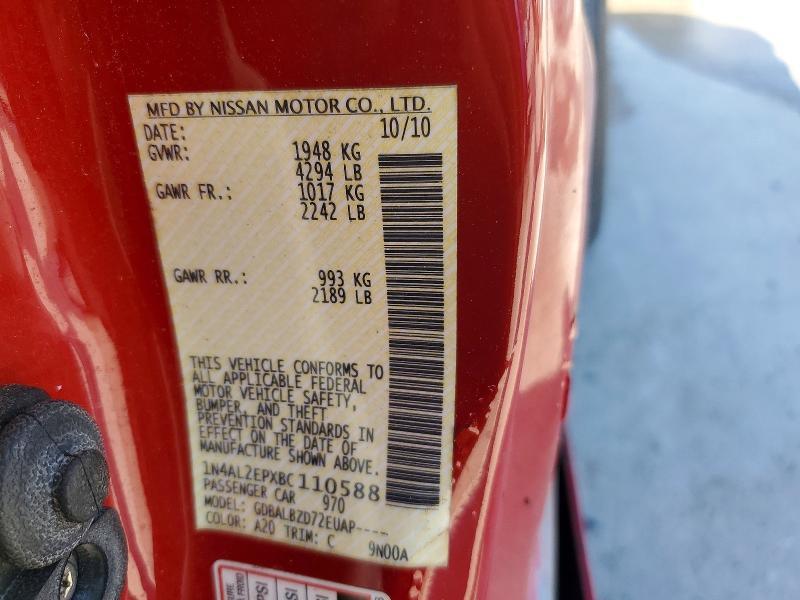 MFD BY NISSAN MOTOR CO., LTD.
DATE: 10/10
GVWR: 1948 KG
4294 LB
GAWR FR.: 1017 KG
2242 LB
GAWR RR.: 993 KG
2189 LB
THIS VEHICLE CONFORMS TO
ALL APPLICABLE FEDERAL
MOTOR VEHICLE SAFETY,
BUMPER, AND THEFT
PREVENTION STANDARDS IN
EFFECT ON THE DATE OF
MANUFACTURE SHOWN ABOVE.
1N4AL2EPXBC110588
PASSENGER CAR 970
MODEL: GDBALBZD72EUAP----
COLOR: A20 TRIM: C 9N00A